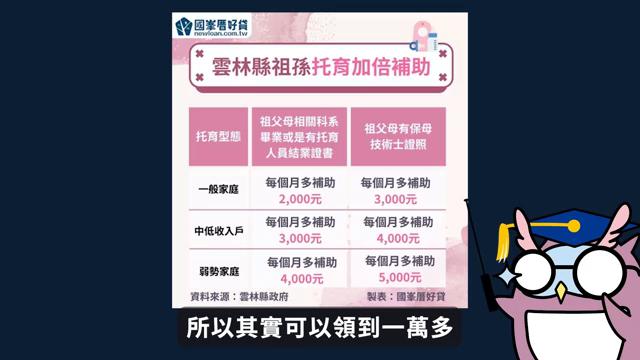 國峯厝好貸
newloan.com.tw
雲林縣祖孫托育加倍補助
托育型態
祖父母相關科系
畢業或是有托育
人員結業證書
祖父母有保母
技術士證照
一般家庭
每個月多補助
2,000元
每個月多補助
3,000元
中低收入戶
每個月多補助
3,000元
每個月多補助
4,000元
弱勢家庭
每個月多補助
4,000元
每個月多補助
5,000元
資料來源：雲林縣政府
製表：國峯厝好貸
所以其實可以領到一萬多